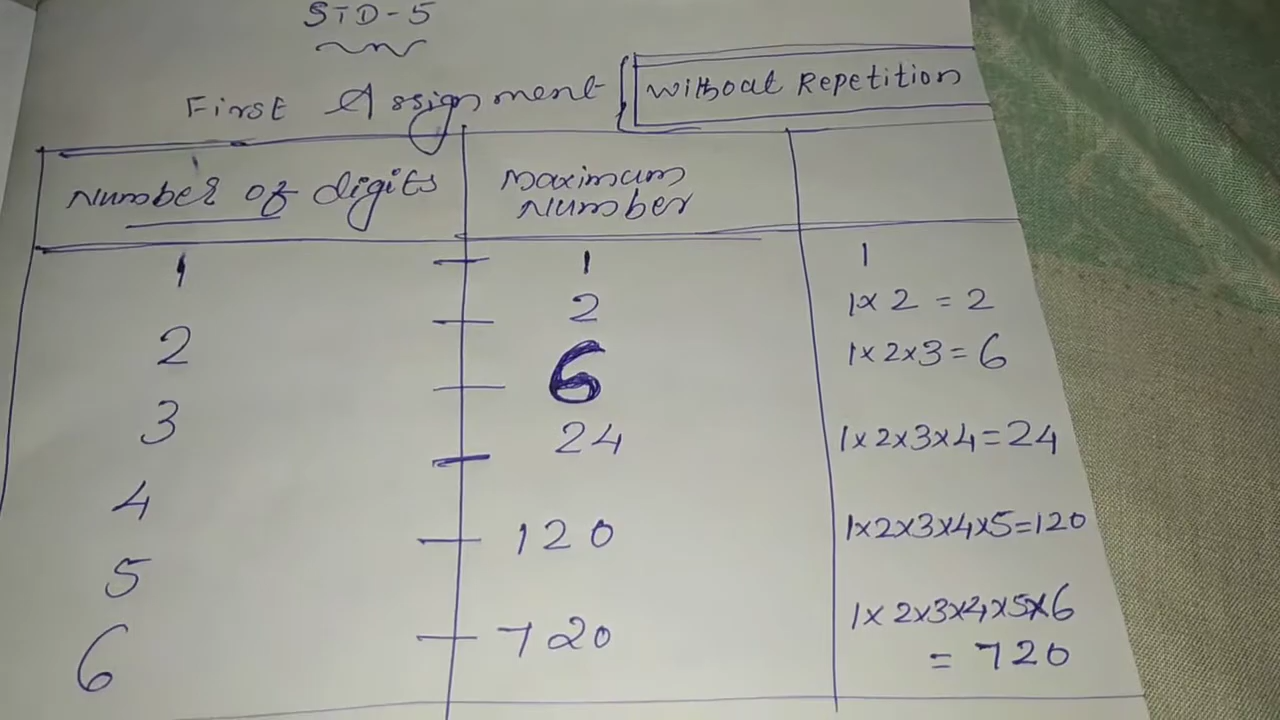 STD-5
First Assignment without Repetition
Number of digits Maximum Number
1 1 1
2 2 1x2=2
3 6 1x2x3=6
4 24 1x2x3x4=24
5 120 1x2x3x4x5=120
6 720 1x2x3x4x5x6
=720